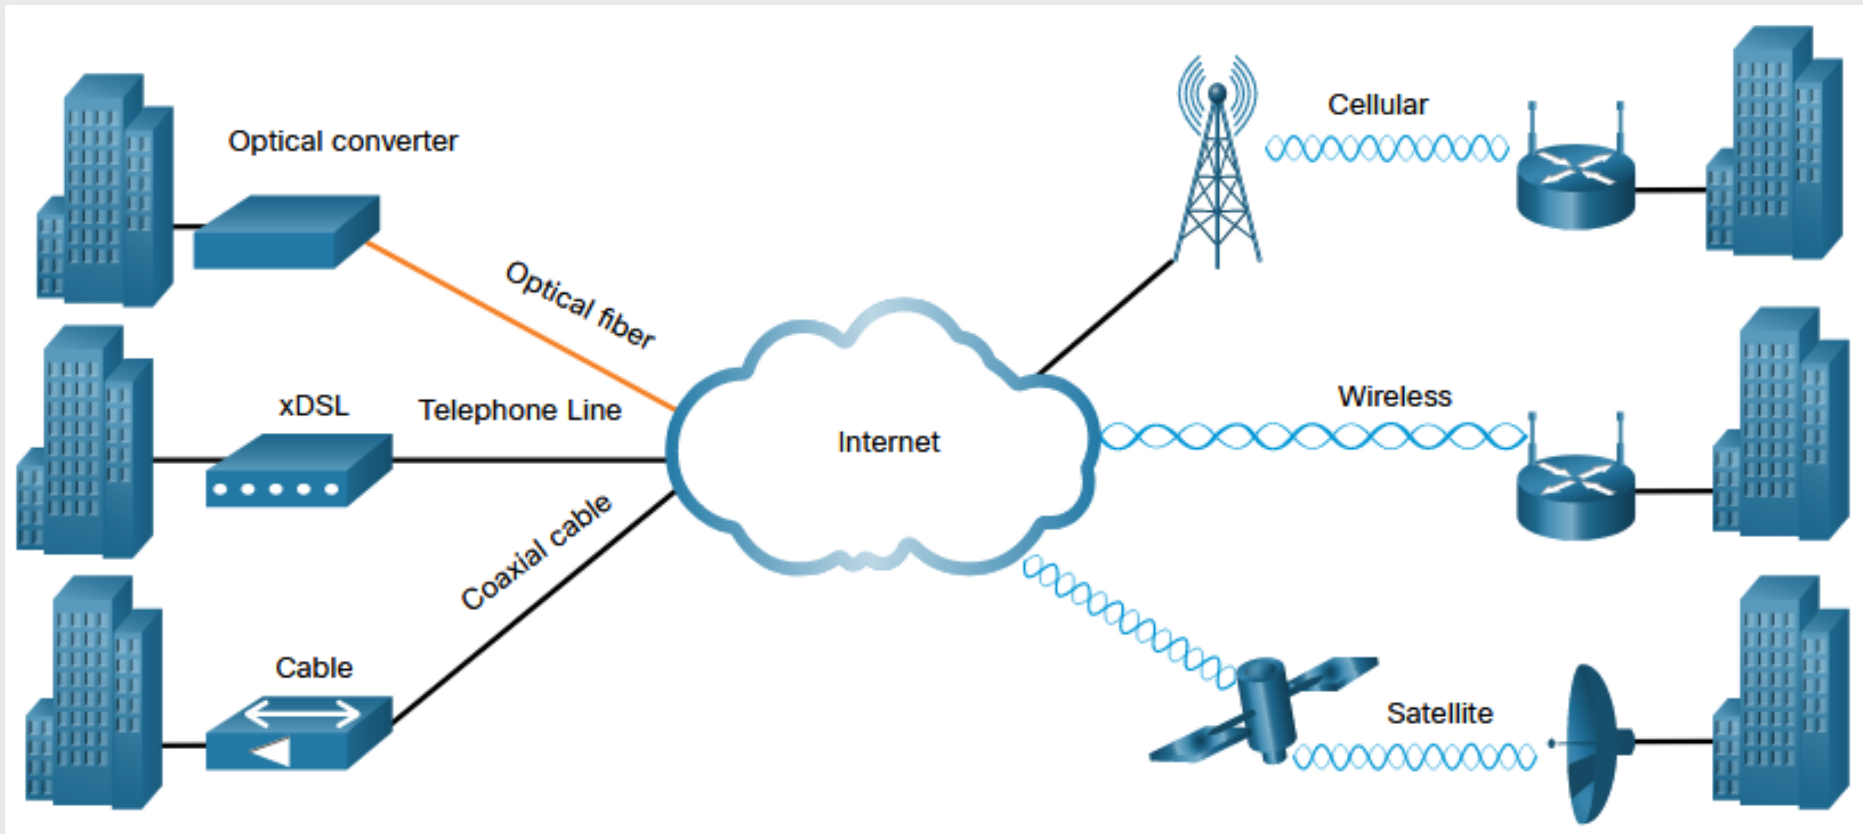 Optical converter
Optical fiber
xDSL
Telephone Line
Coaxial cable
Cable
Internet
Cellular
Wireless
Satellite